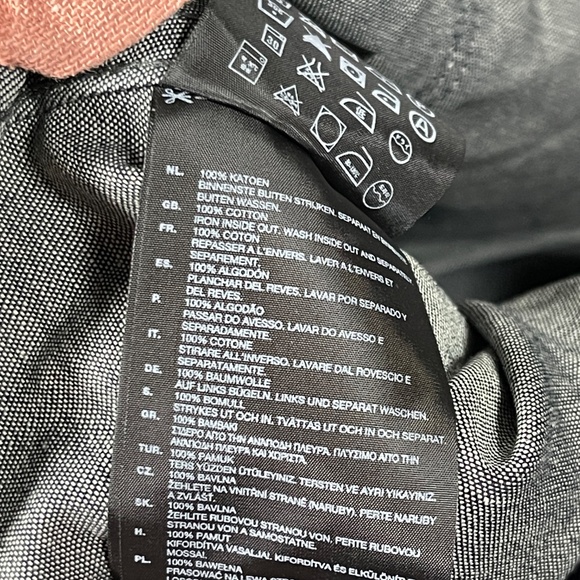 30
NL. 100% KATOEN
BINNENSTE BUITEN STRIJKEN. SEPARAAT EN
BUITEN WASSEN.
GB. 100% COTTON
IRON INSIDE OUT. WASH INSIDE OUT AND SEPARATELY
FR. 100% COTON
REPASSER A L'ENVERS. LAVER A L'ENVERS ET
SEPAREMENT.
ES. 100% ALGODÓN
PLANCHAR DEL REVES. LAVAR POR SEPARADO Y
DEL REVES.
P. 100% ALGODÃO
PASSAR DO AVESSO. LAVAR DO AVESSO E
SEPARADAMENTE.
IT. 100% COTONE
STIRARE ALL'INVERSO. LAVARE DAL ROVESCIO E
SEPARATAMENTE.
DE. 100% BAUMWOLLE
AUF LINKS BÜGELN. LINKS UND SEPARAT WASCHEN.
S. 100% BOMULL
STRYKES UT OCH IN. TVÄTTAS UT OCH IN OCH SEPARAT.
GR. 100% ΒΑΜΒΑΚΙ
ΣΙΔΕΡΟ ΑΠΟ ΤΗΝ ΑΝΑΠΟΔΗ ΠΛΕΥΡΑ. ΠΛΥΣΙΜΟ ΑΠΟ ΤΗΝ
ΑΝΑΠΟΔΗ ΠΛΕΥΡΑ ΚΑΙ ΧΩΡΙΣΤΑ.
TUR. 100% PAMUK
TERS YÜZDEN ÜTÜLEYINIZ. TERSTEN VE AYRI YIKAYINIZ.
CZ. 100% BAVLNA
ŽEHLETE NA VNITŘNÍ STRANĚ (NARUBY). PERTE NARUBY
A ZVLÁŠŤ.
SK. 100% BAVLNA
ŽEHLITE RUBOVOU STRANOU VON. PERTE RUBOVOU
STRANOU VON A SAMOSTATNE.
H. 100% PAMUT
KIFORDÍTVA VASALJA! KIFORDÍTVA ÉS ELKÜLÖNÍTVE
MOSSA!
PL. 100% BAWEŁNA
PRASOWAĆ NA LEWEJ